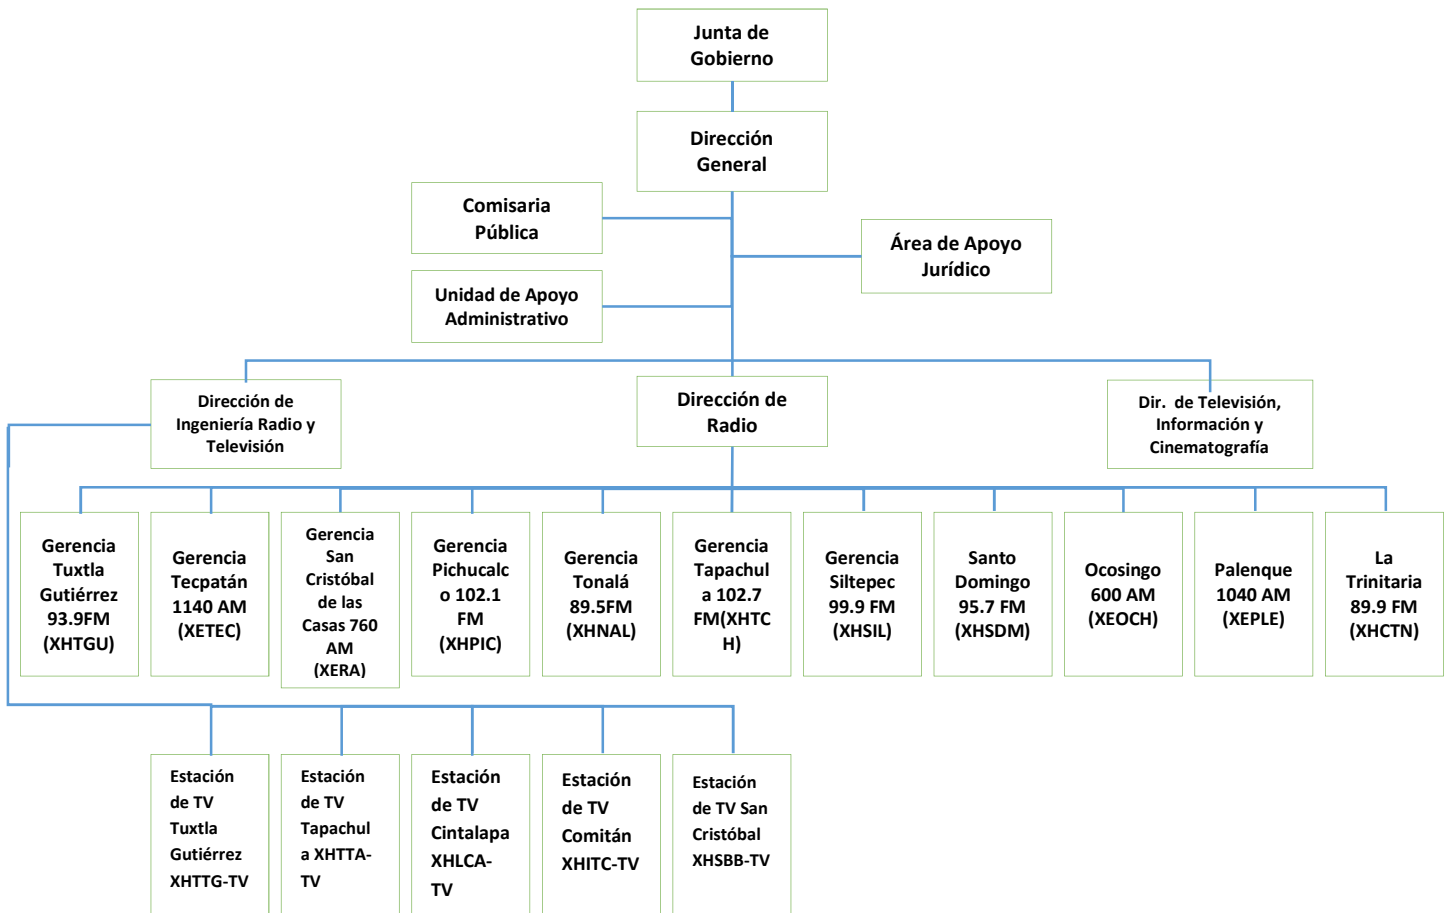 Junta de
Gobierno
Dirección
General
Comisaria
Pública
Área de Apoyo
Jurídico
Unidad de Apoyo
Administrativo
Dirección de
Ingeniería Radio y
Televisión
Dirección de
Radio
Dir. de Televisión,
Información y
Cinematografía
Gerencia
Tuxtla
Gutiérrez
93.9FM
(XHTGU)
Gerencia
Tecpatán
1140 AM
(XETEC)
Gerencia
San
Cristóbal
de las
Casas 760
AM
(XERA)
Gerencia
Pichucalc
o 102.1
FM
(XHPIC)
Gerencia
Tonalá
89.5FM
(XHNAL)
Gerencia
Tapachul
a 102.7
FM(XHTC
H)
Gerencia
Siltepec
99.9 FM
(XHSIL)
Santo
Domingo
95.7 FM
(XHSDM)
Ocosingo
600 AM
(XEOCH)
Palenque
1040 AM
(XEPLE)
La
Trinitaria
89.9 FM
(XHCTN)
Estación
de TV
Tuxtla
Gutiérrez
XHTTG-TV
Estación
de TV
Tapachul
a XHTTA-
TV
Estación
de TV
Cintalapa
XHLCA-
TV
Estación
de TV
Comitán
XHITC-TV
Estación
de TV San
Cristóbal
XHSBB-TV